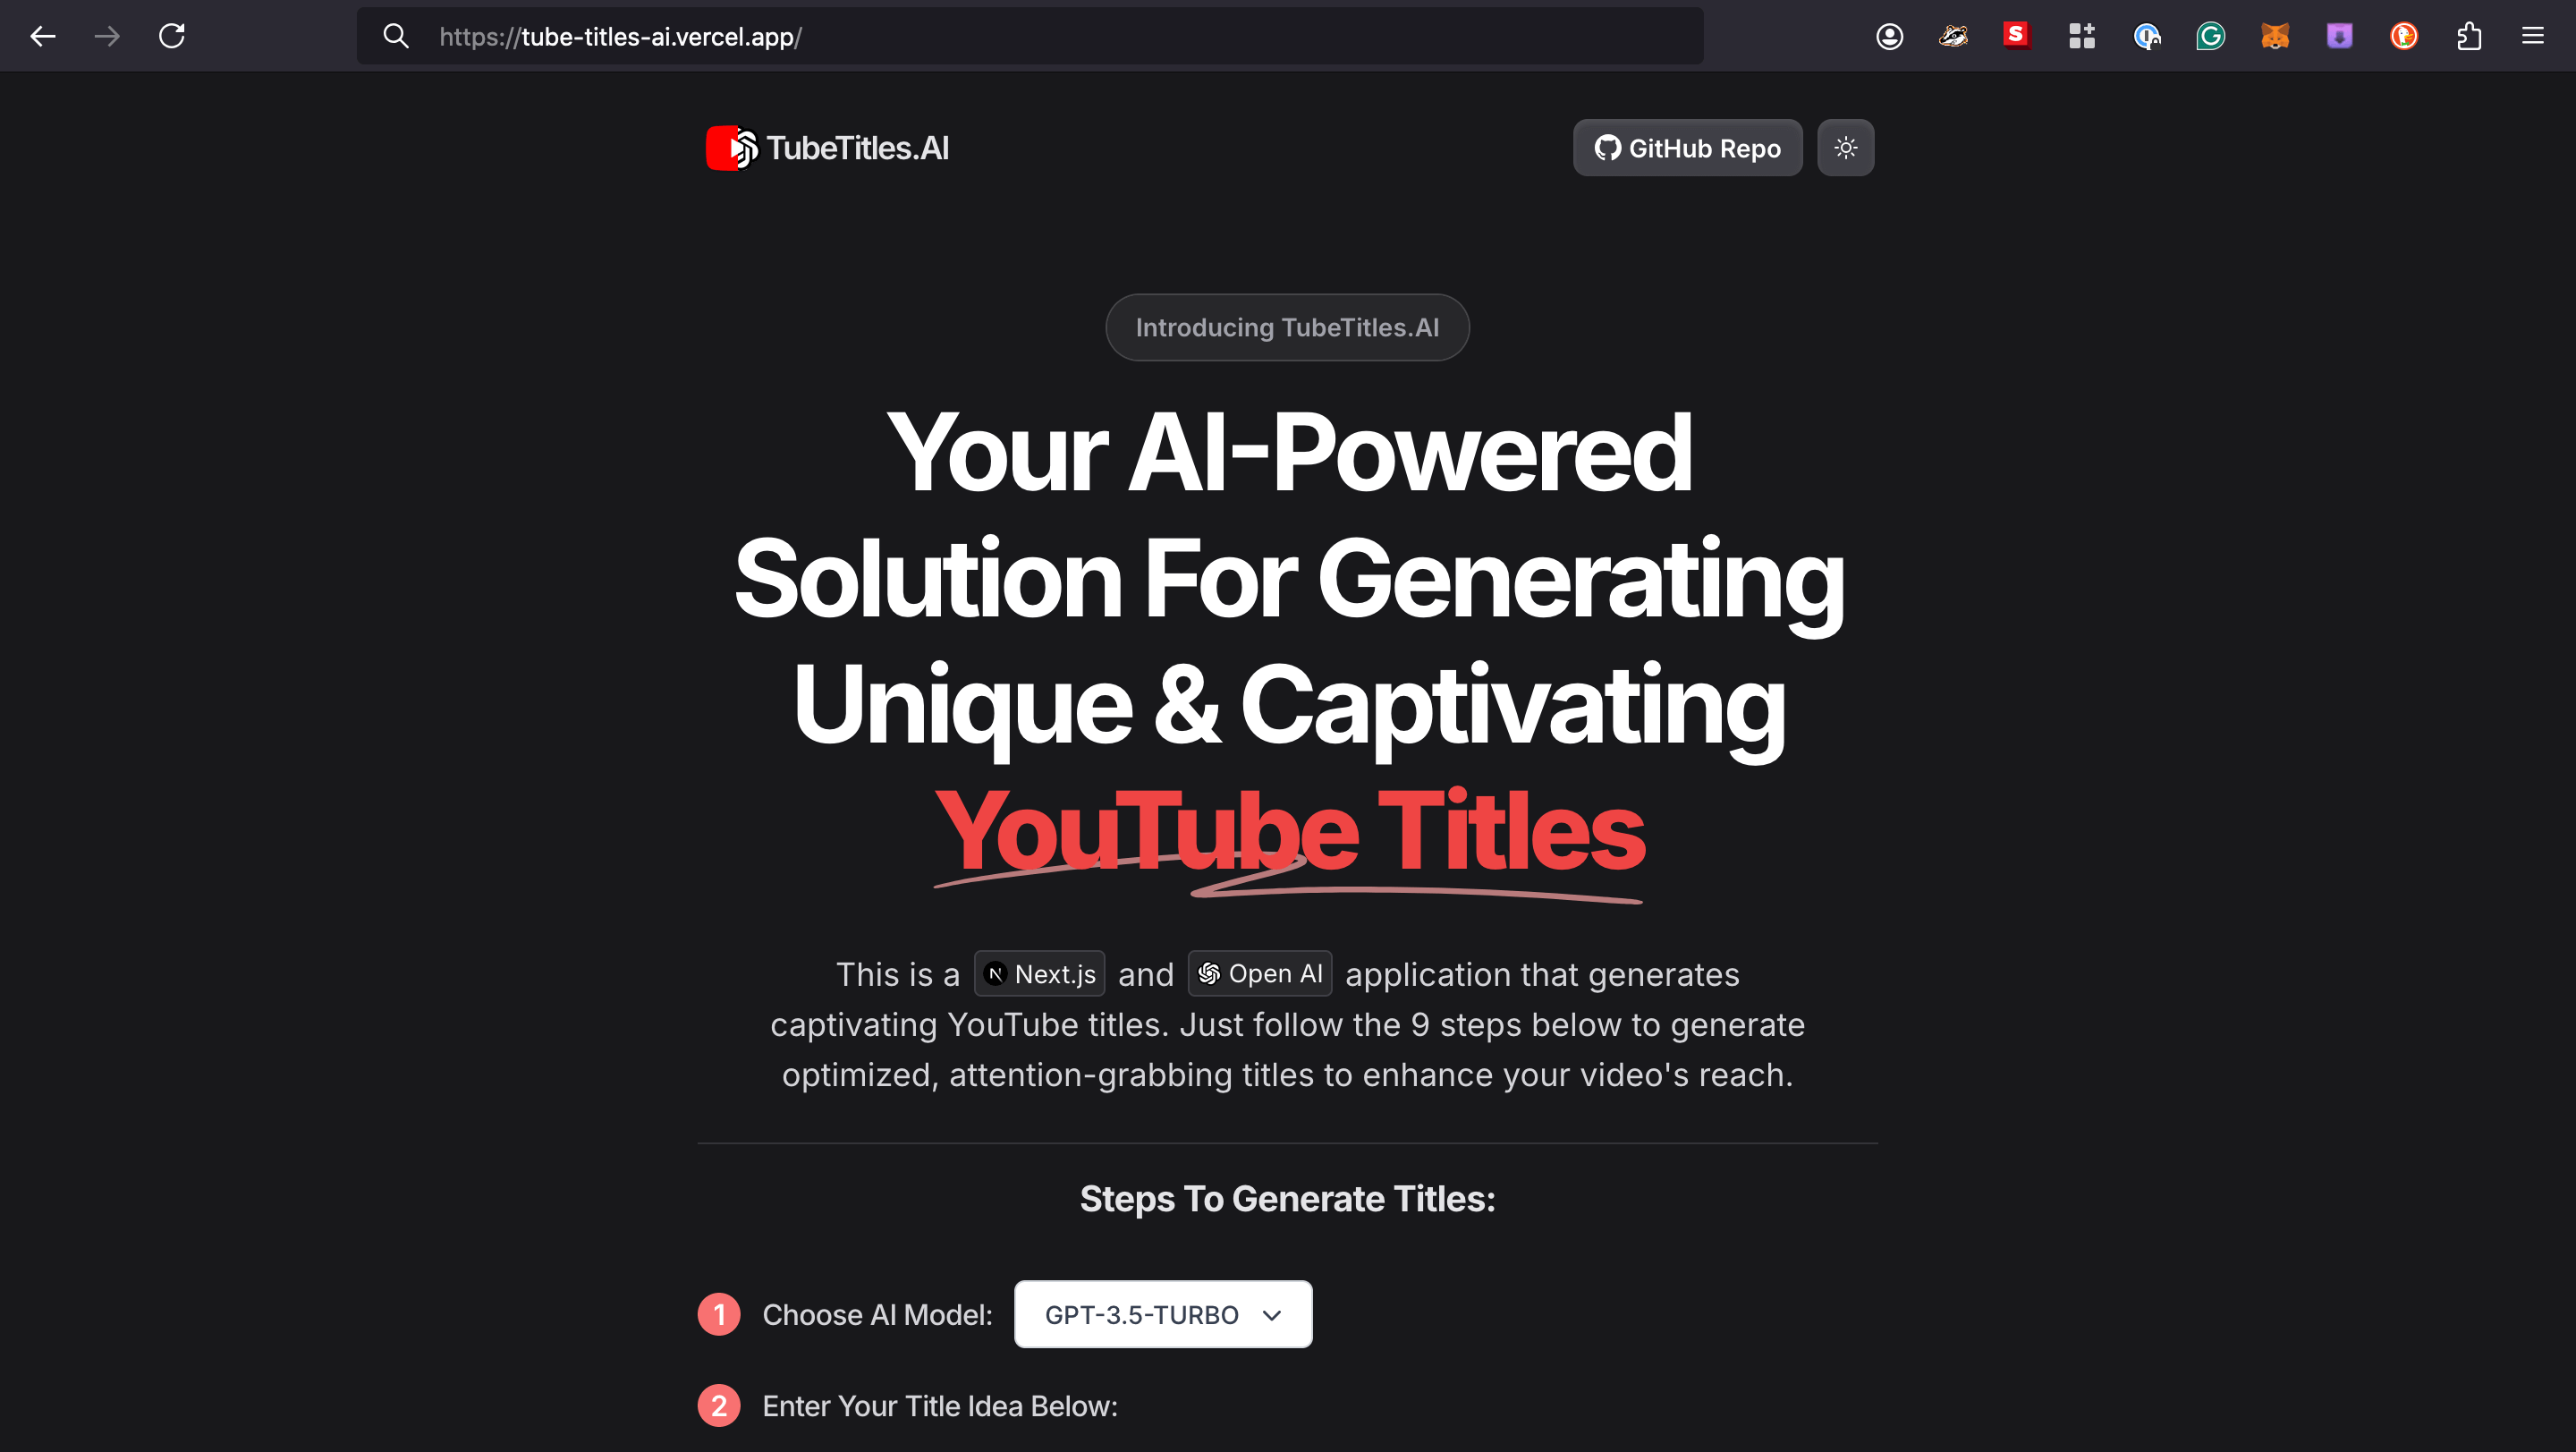 https://tube-titles-ai.vercel.app/
TubeTitles.AI
GitHub Repo
Introducing TubeTitles.AI
Your AI-Powered
Solution For Generating
Unique & Captivating
YouTube Titles
This is a Next.js and Open AI application that generates
captivating YouTube titles. Just follow the 9 steps below to generate
optimized, attention-grabbing titles to enhance your video's reach.
Steps To Generate Titles:
1 Choose AI Model: GPT-3.5-TURBO
2 Enter Your Title Idea Below: